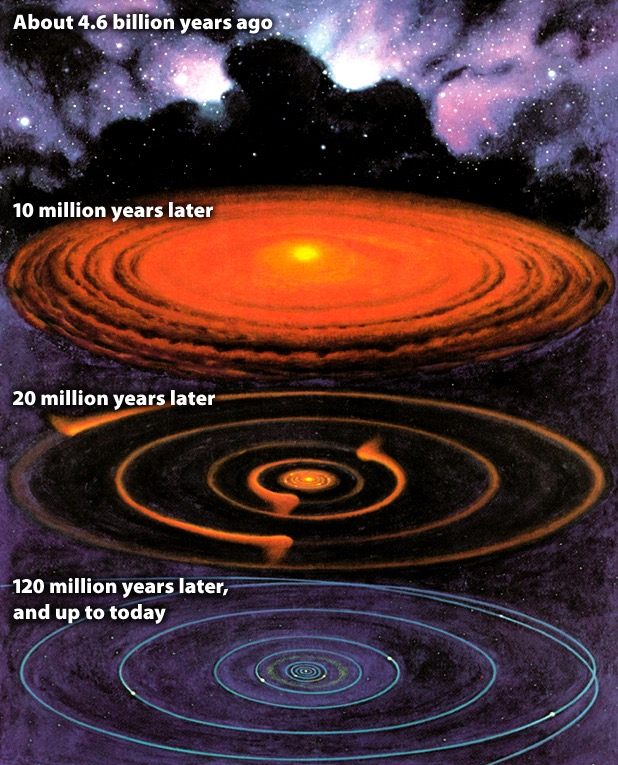 About 4.6 billion years ago
10 million years later
20 million years later
120 million years later,
and up to today